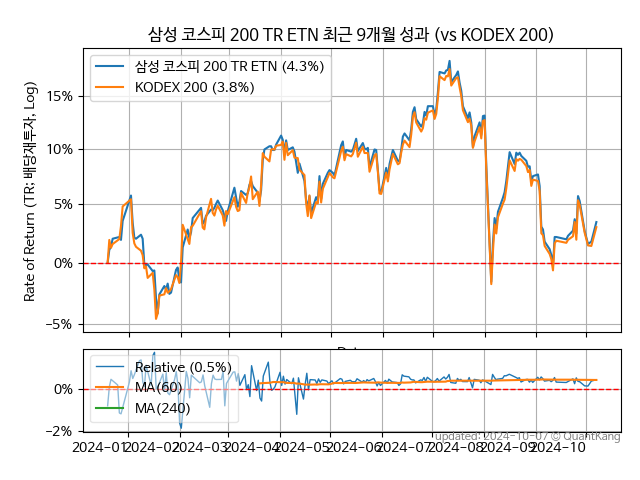 삼성 코스피 200 TR ETN 최근 9개월 성과 (vs KODEX 200)
삼성 코스피 200 TR ETN (4.3%)
KODEX 200 (3.8%)
Rate of Return (TR: 배당재투자, Log)
15%
10%
5%
0%
−5%
Relative (0.5%)
MA(60)
MA(240)
0%
−2%
2024−01 2024−02 2024−03 2024−04 2024−05 2024−06 2024−07 2024−08 2024−09 2024−10
updated: 2024−10−07 © QuantKang